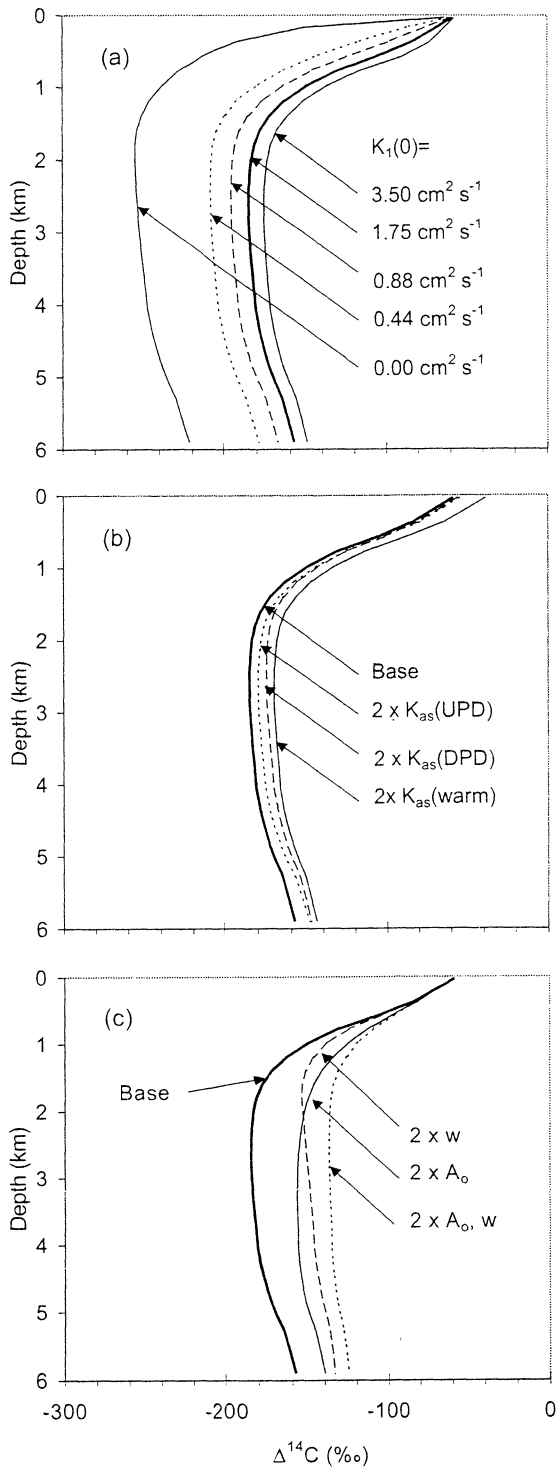 0
1
2
3
4
5
6
Depth (km)
(a)
K₁(0)=
3.50 cm² s⁻¹
1.75 cm² s⁻¹
0.88 cm² s⁻¹
0.44 cm² s⁻¹
0.00 cm² s⁻¹
0
1
2
3
4
5
6
Depth (km)
(b)
Base
2 x Kₐₛ(UPD)
2 x Kₐₛ(DPD)
2x Kₐₛ(warm)
0
1
2
3
4
5
6
Depth (km)
(c)
Base
2 x w
2 x Aₒ
2 x Aₒ, w
-300
-200
-100
0
Δ¹⁴C (‰)